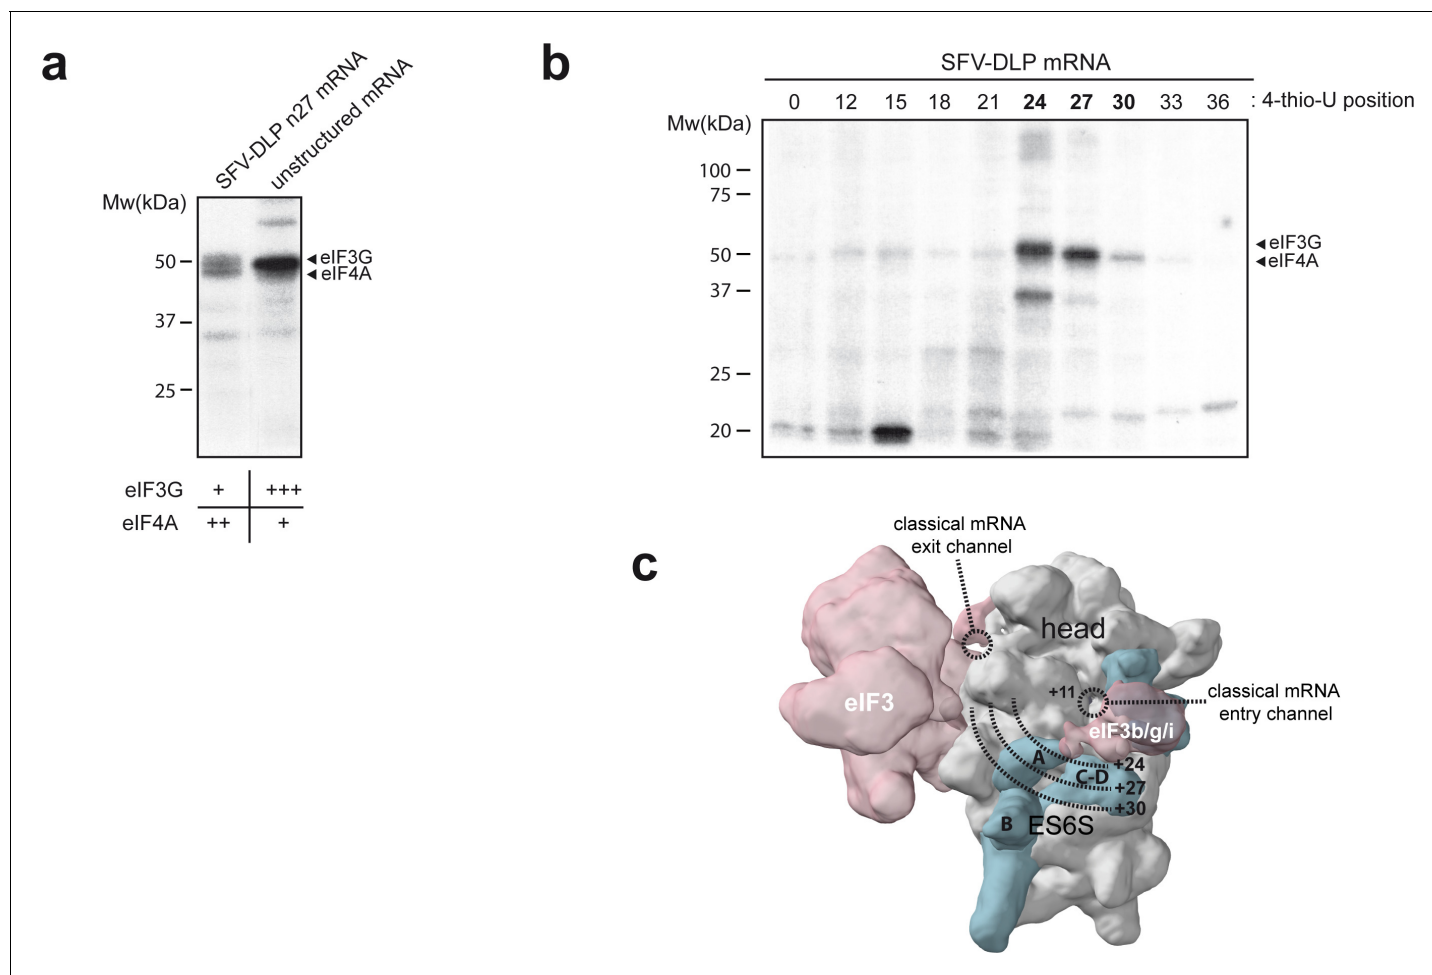 a
SFV-DLP n27 mRNA
unstructured mRNA
Mw(kDa)
50
37
25
eIF3G
eIF4A
eIF3G + +++
eIF4A ++ +
b
SFV-DLP mRNA
0 12 15 18 21 24 27 30 33 36 : 4-thio-U position
Mw(kDa)
100
75
50
37
25
20
eIF3G
eIF4A
c
classical mRNA
exit channel
head
+11
classical mRNA
entry channel
eIF3
eIF3b/g/i
A
+24
C-D
+27
+30
B ES6S